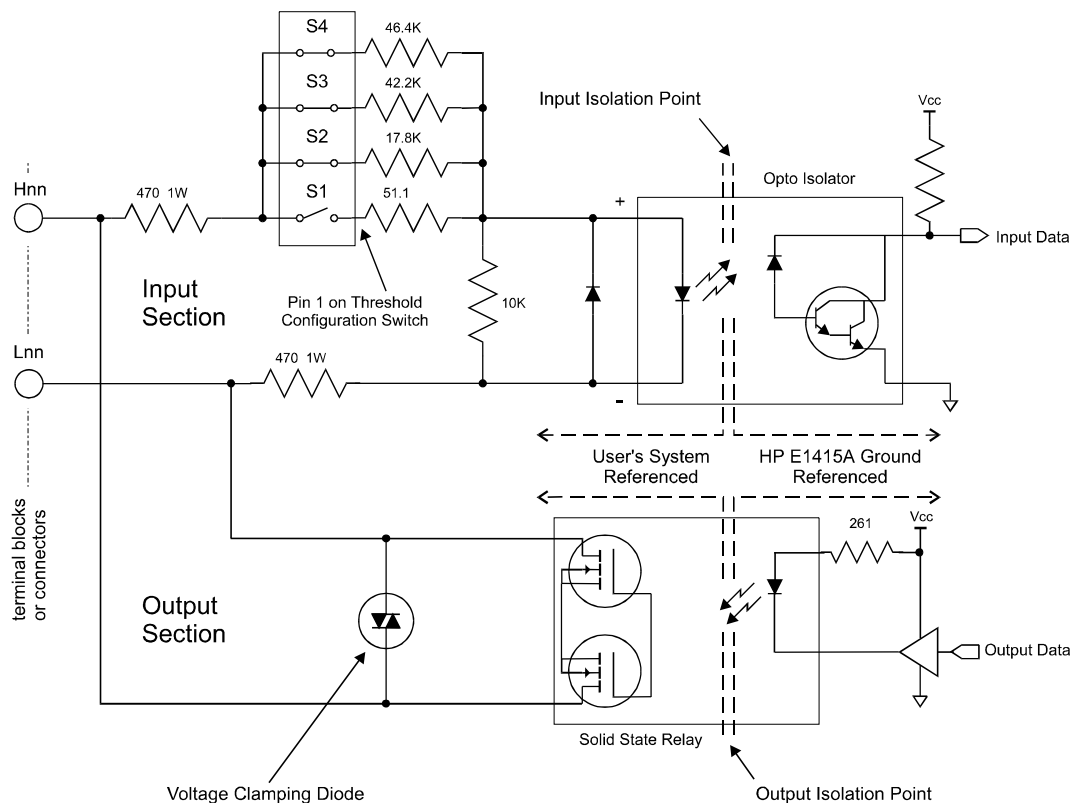 S4
46.4K
S3
42.2K
S2
17.8K
S1
51.1
Hnn
470 1W
Input
Section
Pin 1 on Threshold
Configuration Switch
10K
Lnn
470 1W
Input Isolation Point
Vcc
Opto Isolator
+
-
Input Data
User's System
Referenced
HP E1415A Ground
Referenced
261
Vcc
Output Data
terminal blocks
or connectors
Output
Section
Solid State Relay
Voltage Clamping Diode
Output Isolation Point